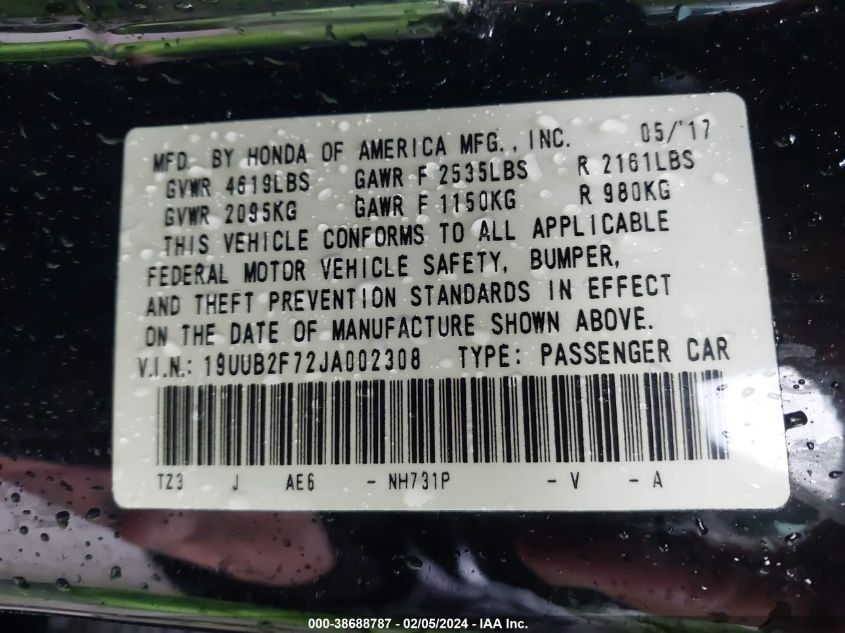 MFD. BY HONDA OF AMERICA MFG., INC. 05/'17
GVWR 4619LBS GAWR F 2535LBS R 2161LBS
GVWR 2095KG GAWR F 1150KG R 980KG
THIS VEHICLE CONFORMS TO ALL APPLICABLE
FEDERAL MOTOR VEHICLE SAFETY, BUMPER,
AND THEFT PREVENTION STANDARDS IN EFFECT
ON THE DATE OF MANUFACTURE SHOWN ABOVE.
V.I.N.: 19UUB2F72JA002308 TYPE: PASSENGER CAR
TZ3 J AE6 - NH731P - V - A
000-38688787 - 02/05/2024 - IAA Inc.